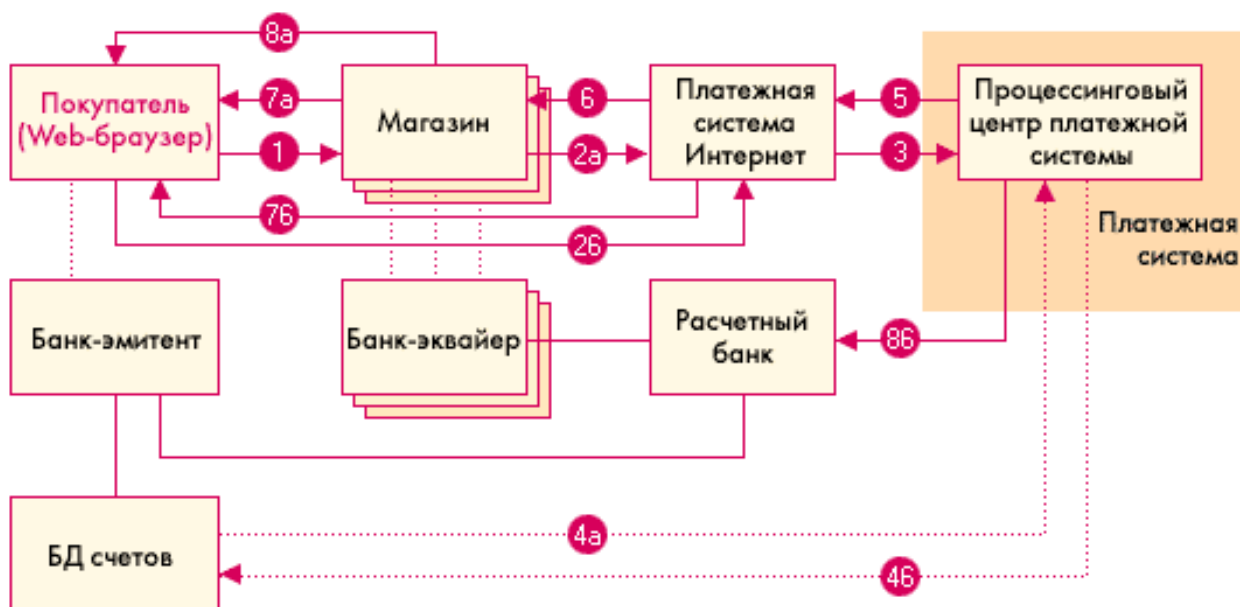 8а
Покупатель
(Web-браузер)
7а
1
Магазин
6
2а
Платежная
система
Интернет
5
3
Процессинговый
центр платежной
системы
7б
2б
Платежная
система
Банк-эмитент
Банк-эквайер
Расчетный
банк
8б
БД счетов
4а
4б